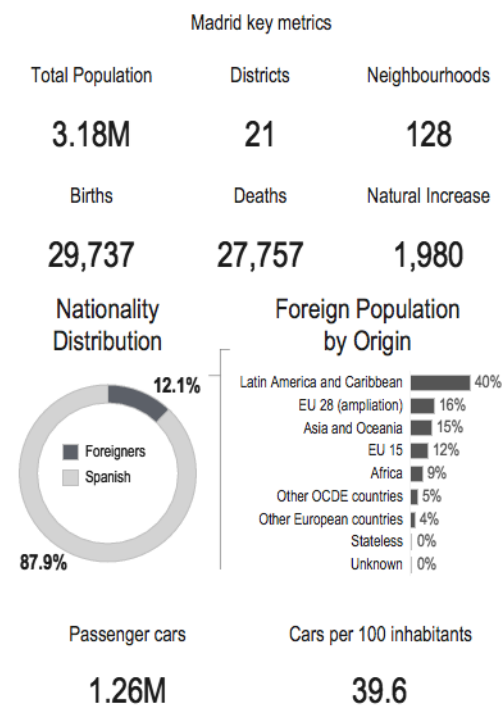 Madrid key metrics
Total Population
Districts
Neighbourhoods
3.18M
21
128
Births
Deaths
Natural Increase
29,737
27,757
1,980
Nationality
Distribution
12.1%
Foreigners
Spanish
87.9%
Foreign Population
by Origin
Latin America and Caribbean 40%
EU 28 (ampliation) 16%
Asia and Oceania 15%
EU 15 12%
Africa 9%
Other OCDE countries 5%
Other European countries 4%
Stateless 0%
Unknown 0%
Passenger cars
Cars per 100 inhabitants
1.26M
39.6